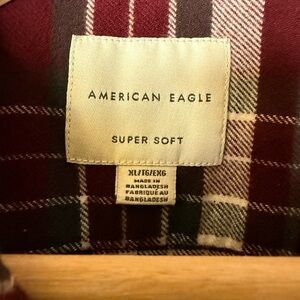 AMERICAN EAGLE
SUPER SOFT
XL/TG/EXG
MADE IN
BANGLADESH
FABRIQUÉ AU
BANGLADESH